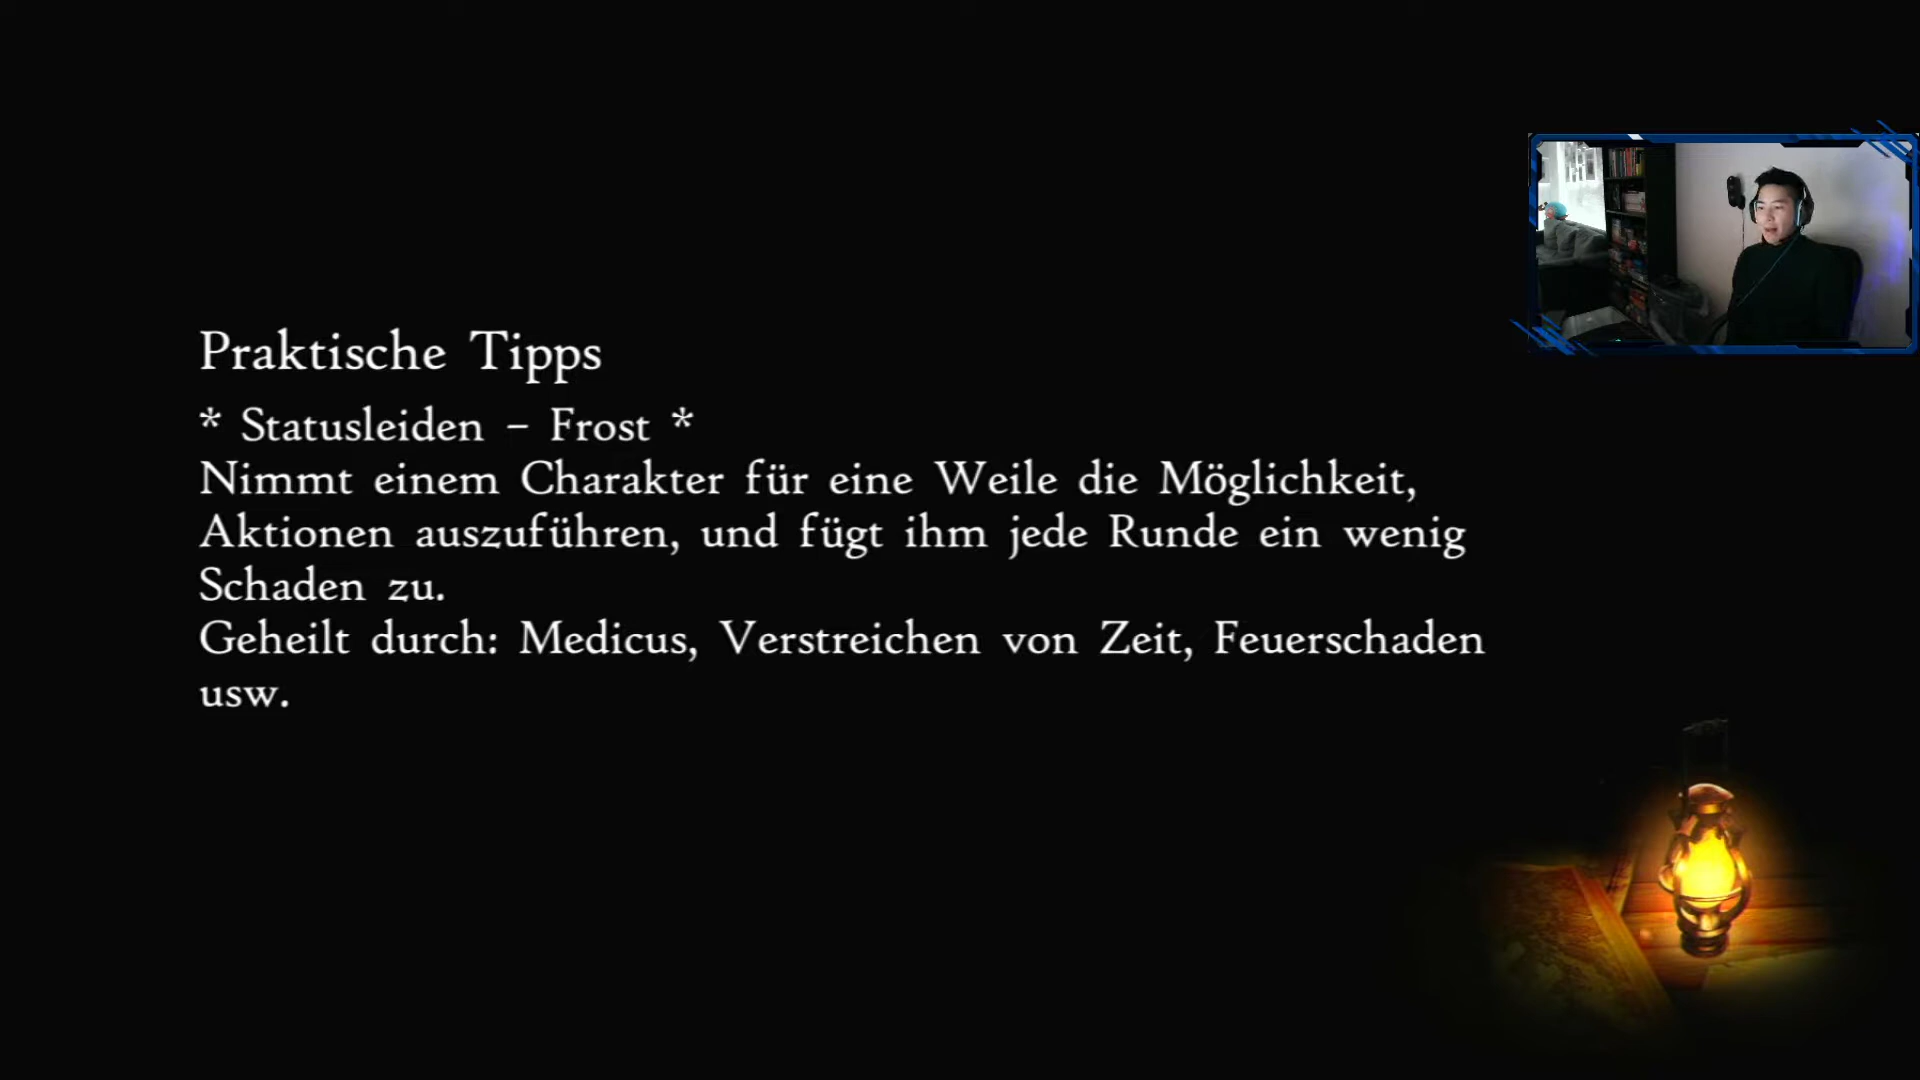 Praktische Tipps
* Statusleiden – Frost *
Nimmt einem Charakter für eine Weile die Möglichkeit,
Aktionen auszuführen, und fügt ihm jede Runde ein wenig
Schaden zu.
Geheilt durch: Medicus, Verstreichen von Zeit, Feuerschaden
usw.